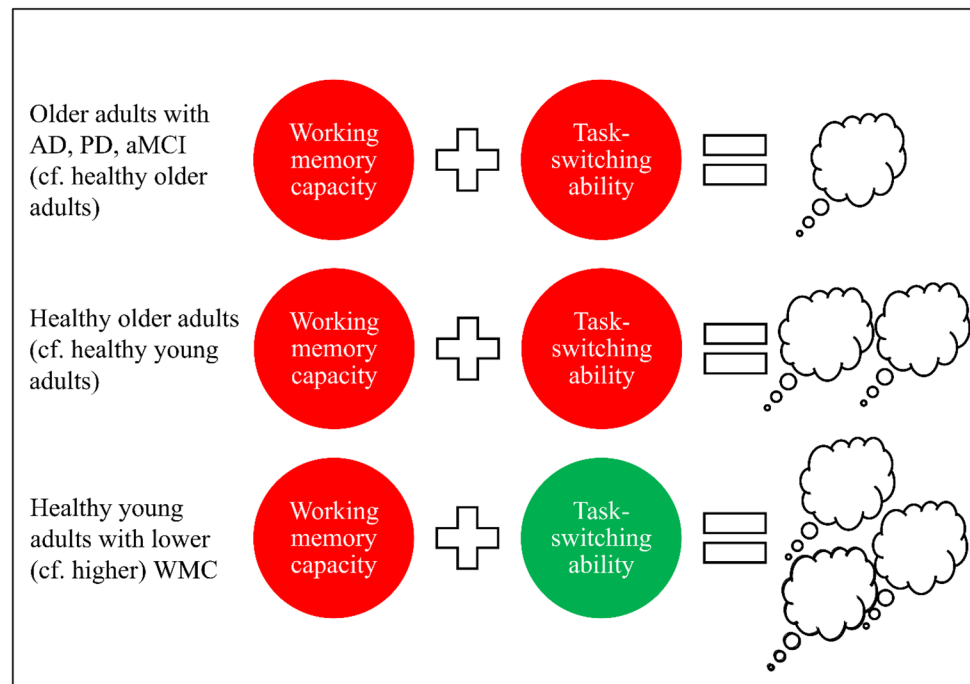 Older adults with
AD, PD, aMCI
(cf. healthy older
adults)
Working
memory
capacity
Task-
switching
ability
Healthy older adults
(cf. healthy young
adults)
Working
memory
capacity
Task-
switching
ability
Healthy young
adults with lower
(cf. higher) WMC
Working
memory
capacity
Task-
switching
ability